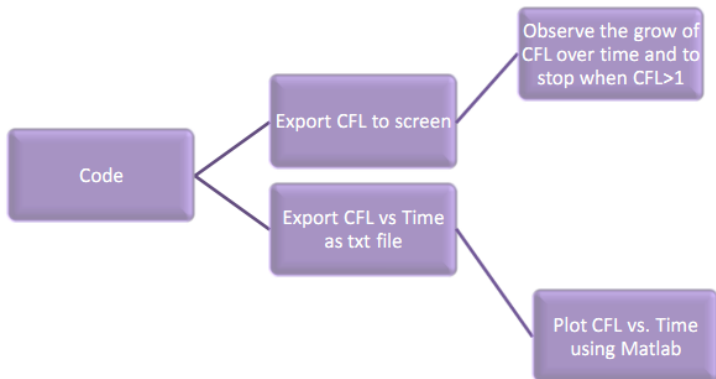 Observe the grow of
CFL over time and to
stop when CFL>1
Export CFL to screen
Code
Export CFL vs Time
as txt file
Plot CFL vs. Time
using Matlab